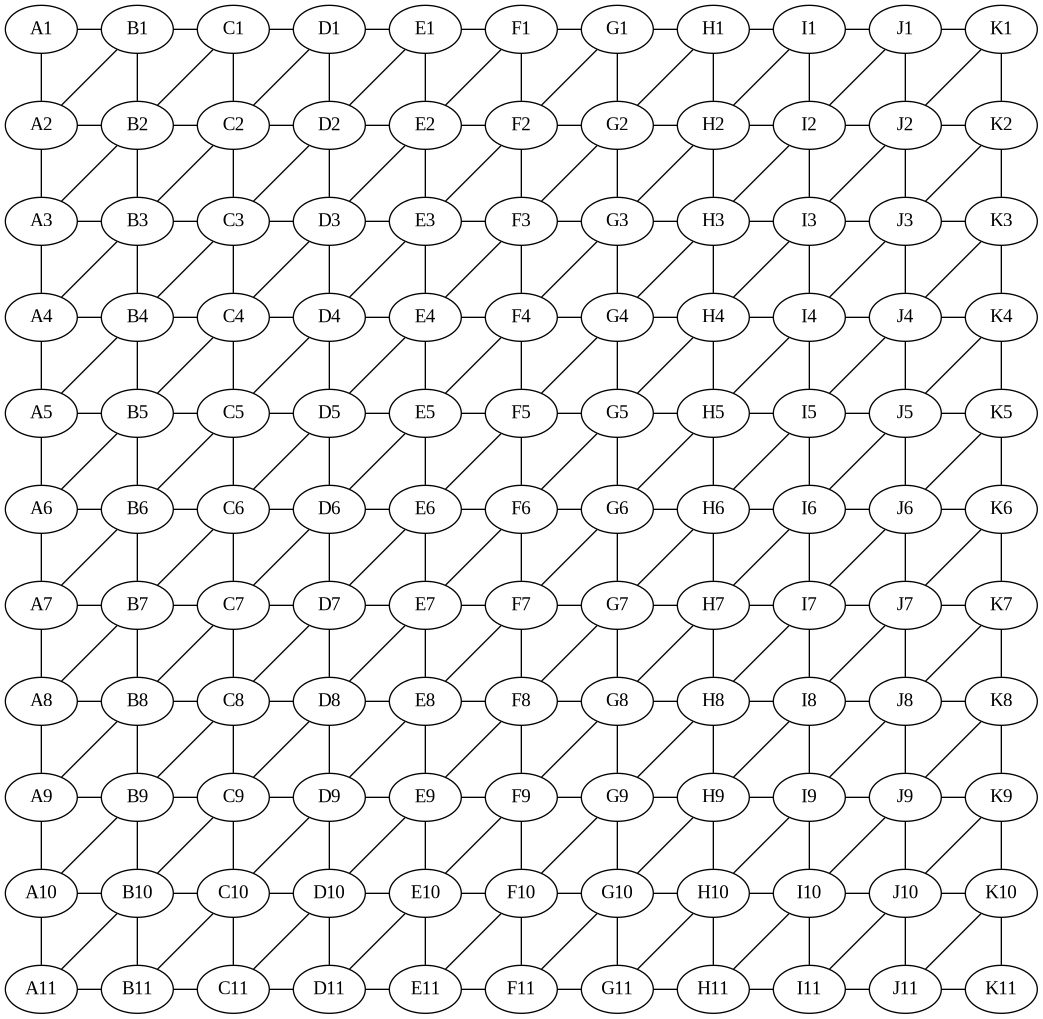 A1 B1 C1 D1 E1 F1 G1 H1 I1 J1 K1
A2 B2 C2 D2 E2 F2 G2 H2 I2 J2 K2
A3 B3 C3 D3 E3 F3 G3 H3 I3 J3 K3
A4 B4 C4 D4 E4 F4 G4 H4 I4 J4 K4
A5 B5 C5 D5 E5 F5 G5 H5 I5 J5 K5
A6 B6 C6 D6 E6 F6 G6 H6 I6 J6 K6
A7 B7 C7 D7 E7 F7 G7 H7 I7 J7 K7
A8 B8 C8 D8 E8 F8 G8 H8 I8 J8 K8
A9 B9 C9 D9 E9 F9 G9 H9 I9 J9 K9
A10 B10 C10 D10 E10 F10 G10 H10 I10 J10 K10
A11 B11 C11 D11 E11 F11 G11 H11 I11 J11 K11